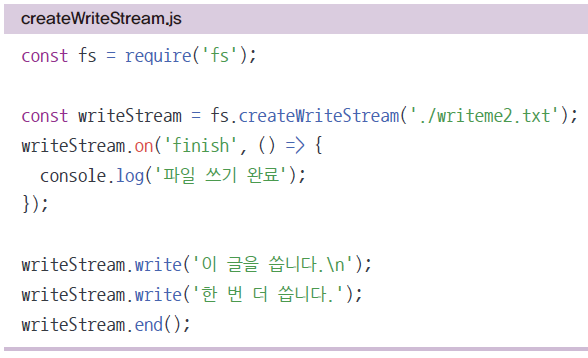 createWriteStream.js
const fs = require('fs');
const writeStream = fs.createWriteStream('./writeme2.txt');
writeStream.on('finish', () => {
  console.log('파일 쓰기 완료');
});
writeStream.write('이 글을 씁니다.\n');
writeStream.write('한 번 더 씁니다.');
writeStream.end();